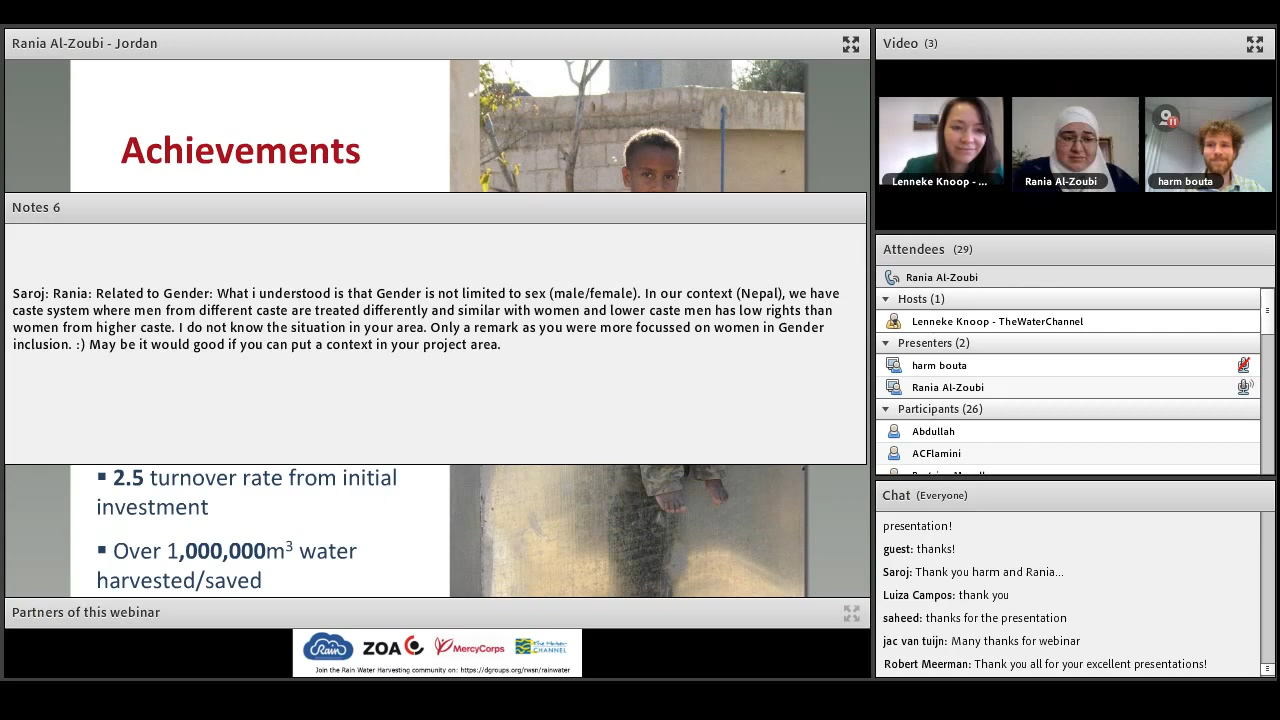 Rania Al-Zoubi - Jordan
Achievements
Notes 6
Saroj: Rania: Related to Gender: What i understood is that Gender is not limited to sex (male/female). In our context (Nepal), we have
caste system where men from different caste are treated differently and similar with women and lower caste men has low rights than
women from higher caste. I do not know the situation in your area. Only a remark as you were more focussed on women in Gender
inclusion. :) May be it would good if you can put a context in your project area.
▪ 2.5 turnover rate from initial
investment
▪ Over 1,000,000m³ water
harvested/saved
Partners of this webinar
Rain
ZOA
MercyCorps
The Water
CHANNEL
Join the Rain Water Harvesting community on: https://dgroups.org/rwsn/rainwater
Video (3)
Lenneke Knoop - ...
Rania Al-Zoubi
harm bouta
Attendees (29)
Rania Al-Zoubi
Hosts (1)
Lenneke Knoop - TheWaterChannel
Presenters (2)
harm bouta
Rania Al-Zoubi
Participants (26)
Abdullah
ACFlamini
Chat (Everyone)
presentation!
guest: thanks!
Saroj: Thank you harm and Rania...
Luiza Campos: thank you
saheed: thanks for the presentation
jac van tuijn: Many thanks for webinar
Robert Meerman: Thank you all for your excellent presentations!